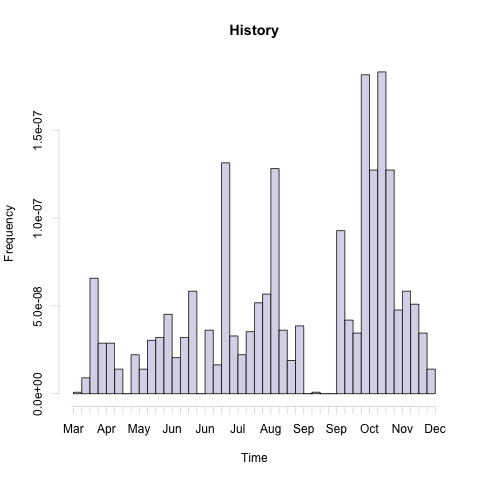 History
Frequency
1.5e-07
1.0e-07
5.0e-08
0.0e+00
Mar Apr May Jun Jun Jul Aug Sep Sep Oct Nov Dec
Time